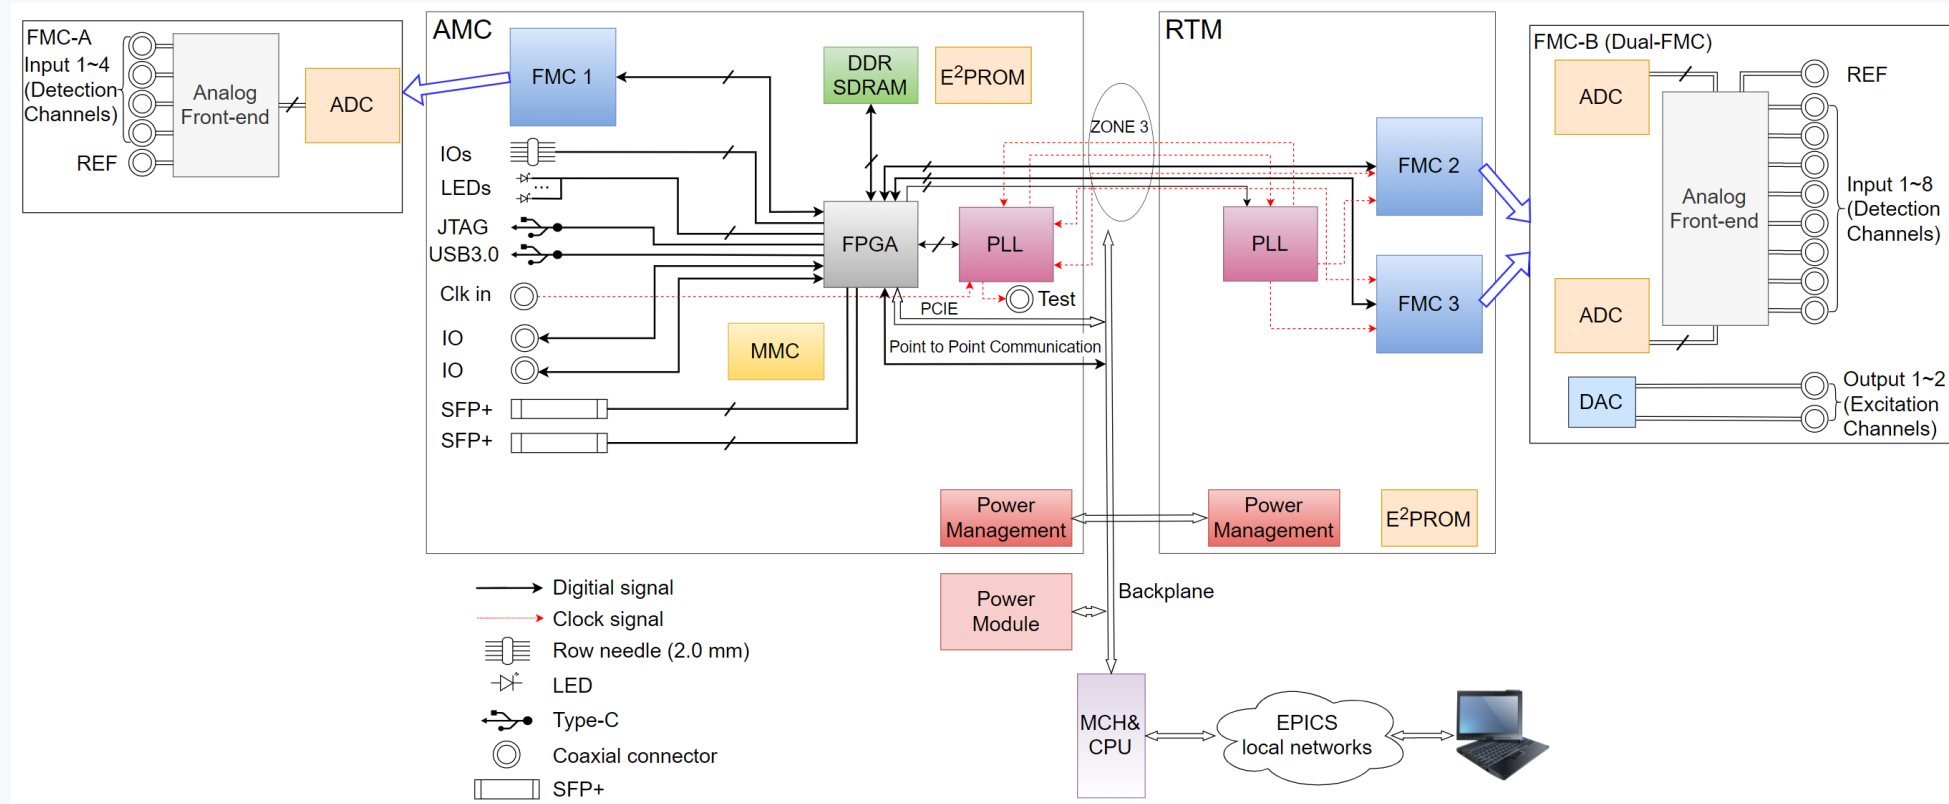 FMC-A
Input 1~4
(Detection
Channels)
REF
Analog
Front-end
ADC
AMC
FMC 1
DDR
SDRAM
E²PROM
IOs
LEDs
...
JTAG
USB3.0
Clk in
IO
IO
SFP+
SFP+
FPGA
PLL
Test
PCIE
Point to Point Communication
MMC
Power
Management
ZONE 3
RTM
FMC 2
PLL
FMC 3
Power
Management
E²PROM
FMC-B (Dual-FMC)
ADC
REF
Analog
Front-end
Input 1~8
(Detection
Channels)
ADC
DAC
Output 1~2
(Excitation
Channels)
Digitial signal
Clock signal
Row needle (2.0 mm)
LED
Type-C
Coaxial connector
SFP+
Power
Module
Backplane
MCH&
CPU
EPICS
local networks